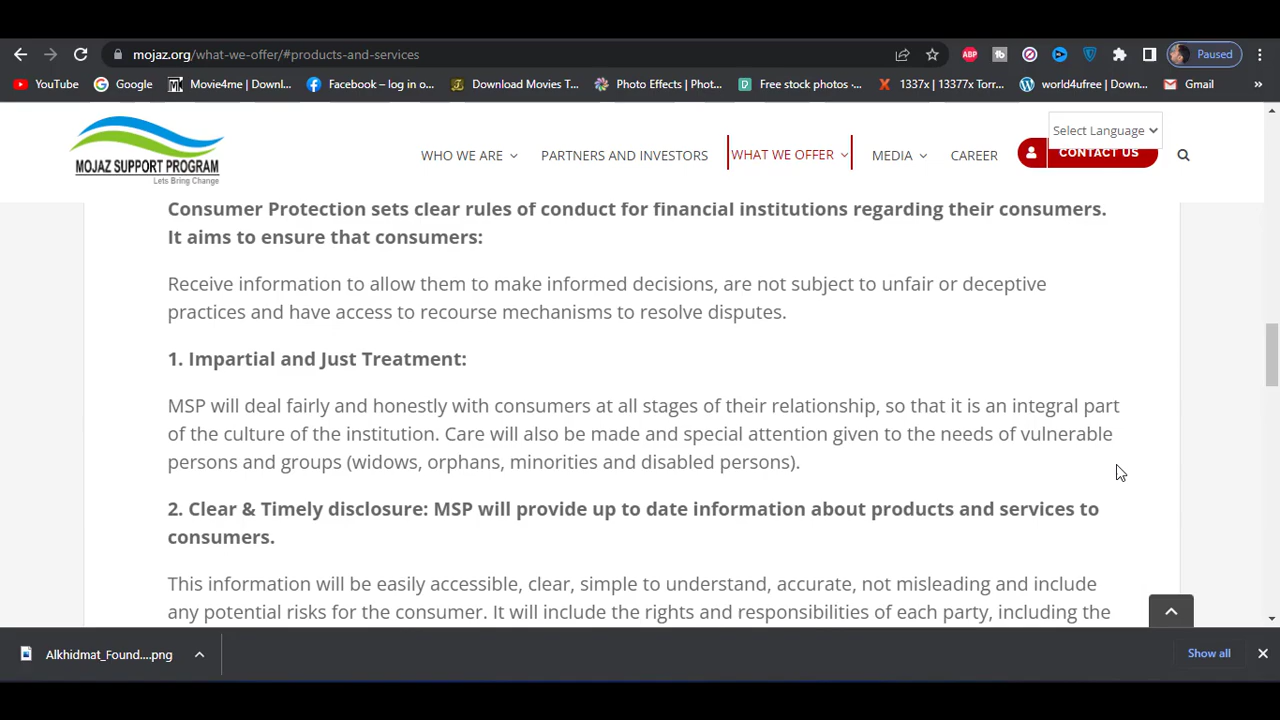 mojaz.org/what-we-offer/#products-and-services
ABP
Paused
YouTube
Google
Movie4me | Downl...
Facebook – log in o...
Download Movies T...
Photo Effects | Phot...
Free stock photos -...
1337x | 13377x Torr...
world4ufree | Down...
Gmail
»
MOJAZ SUPPORT PROGRAM
Lets Bring Change
WHO WE ARE
PARTNERS AND INVESTORS
WHAT WE OFFER
MEDIA
CAREER
Select Language
CONTACT US
Consumer Protection sets clear rules of conduct for financial institutions regarding their consumers.
It aims to ensure that consumers:
Receive information to allow them to make informed decisions, are not subject to unfair or deceptive
practices and have access to recourse mechanisms to resolve disputes.
1. Impartial and Just Treatment:
MSP will deal fairly and honestly with consumers at all stages of their relationship, so that it is an integral part
of the culture of the institution. Care will also be made and special attention given to the needs of vulnerable
persons and groups (widows, orphans, minorities and disabled persons).
2. Clear & Timely disclosure: MSP will provide up to date information about products and services to
consumers.
This information will be easily accessible, clear, simple to understand, accurate, not misleading and include
any potential risks for the consumer. It will include the rights and responsibilities of each party, including the
Alkhidmat_Found....png
Show all